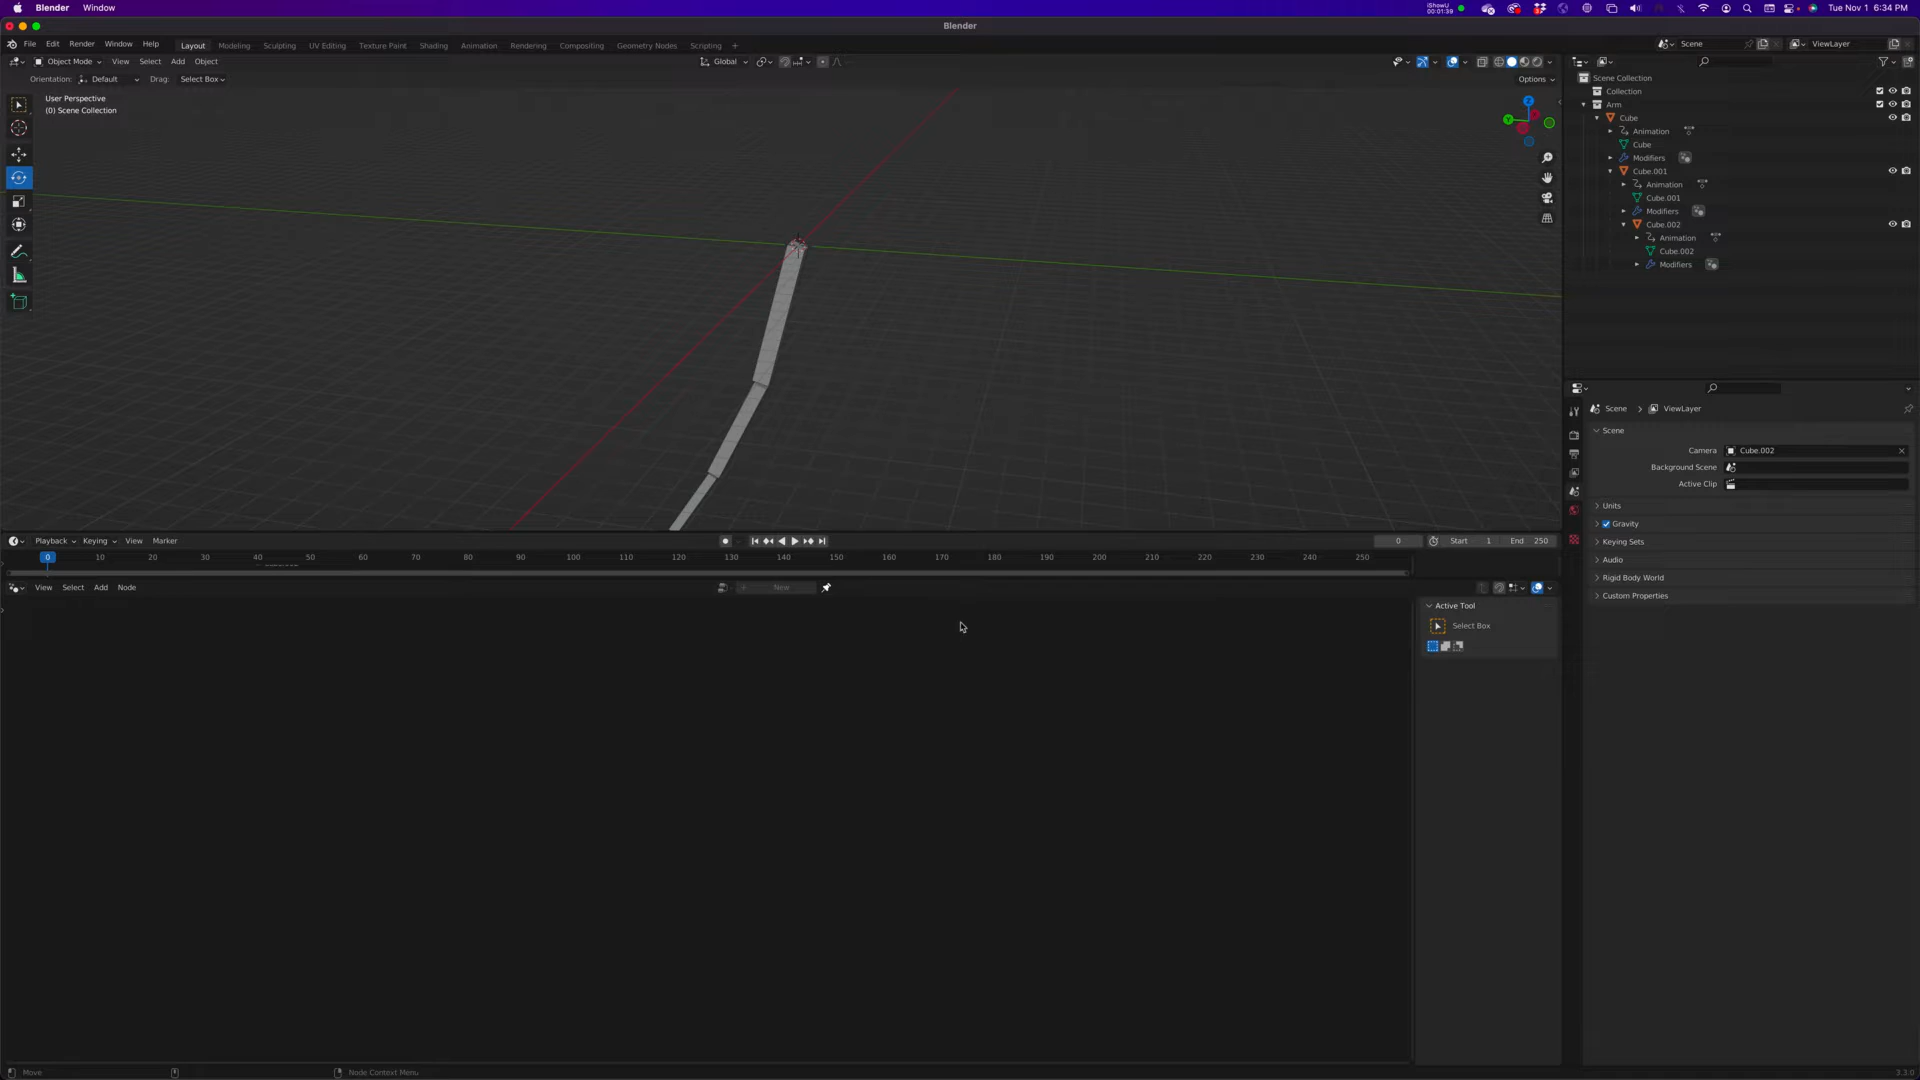 Blender Window
iShowU
00:01:39
Tue Nov 1 6:34 PM
Blender
File Edit Render Window Help
Layout Modeling Sculpting UV Editing Texture Paint Shading Animation Rendering Compositing Geometry Nodes Scripting +
Scene
ViewLayer
Object Mode View Select Add Object
Global
Orientation: Default Drag: Select Box
Options
User Perspective
(0) Scene Collection
Z
Y
Scene Collection
Collection
Arm
Cube
Animation
Cube
Modifiers
Cube.001
Animation
Cube.001
Modifiers
Cube.002
Animation
Cube.002
Modifiers
Scene > ViewLayer
Scene
Camera Cube.002
Background Scene
Active Clip
Units
Gravity
Keying Sets
Audio
Rigid Body World
Custom Properties
Playback Keying View Marker
0 Start 1 End 250
0 10 20 30 40 50 60 70 80 90 100 110 120 130 140 150 160 170 180 190 200 210 220 230 240 250
View Select Add Node
New
Active Tool
Select Box
Move
Node Context Menu
3.3.0